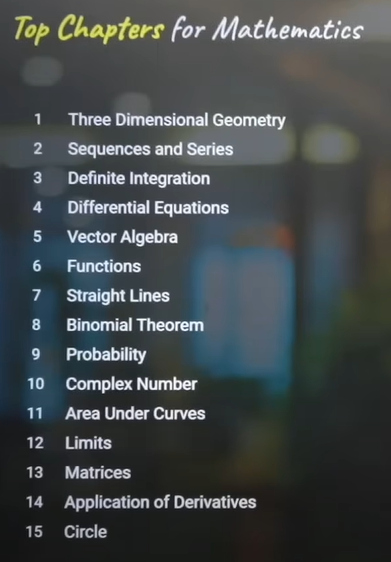 Top Chapters for Mathematics
1 Three Dimensional Geometry
2 Sequences and Series
3 Definite Integration
4 Differential Equations
5 Vector Algebra
6 Functions
7 Straight Lines
8 Binomial Theorem
9 Probability
10 Complex Number
11 Area Under Curves
12 Limits
13 Matrices
14 Application of Derivatives
15 Circle